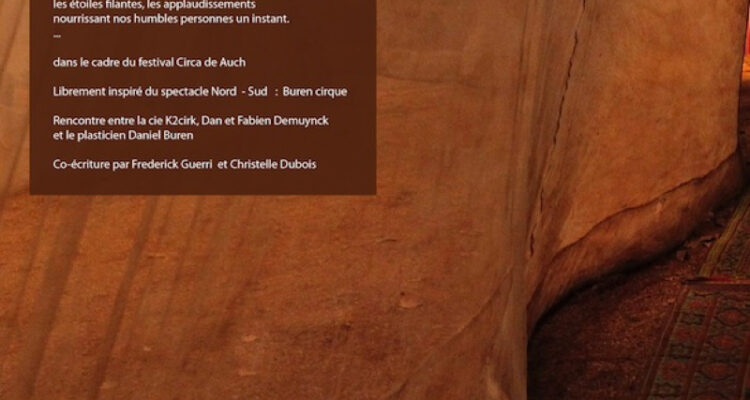 les étoiles filantes, les applaudissements
nourrissant nos humbles personnes un instant.
...
dans le cadre du festival Circa de Auch
Librement inspiré du spectacle Nord - Sud : Buren cirque
Rencontre entre la cie K2cirk, Dan et Fabien Demuynck
et le plasticien Daniel Buren
Co-écriture par Frederick Guerri et Christelle Dubois